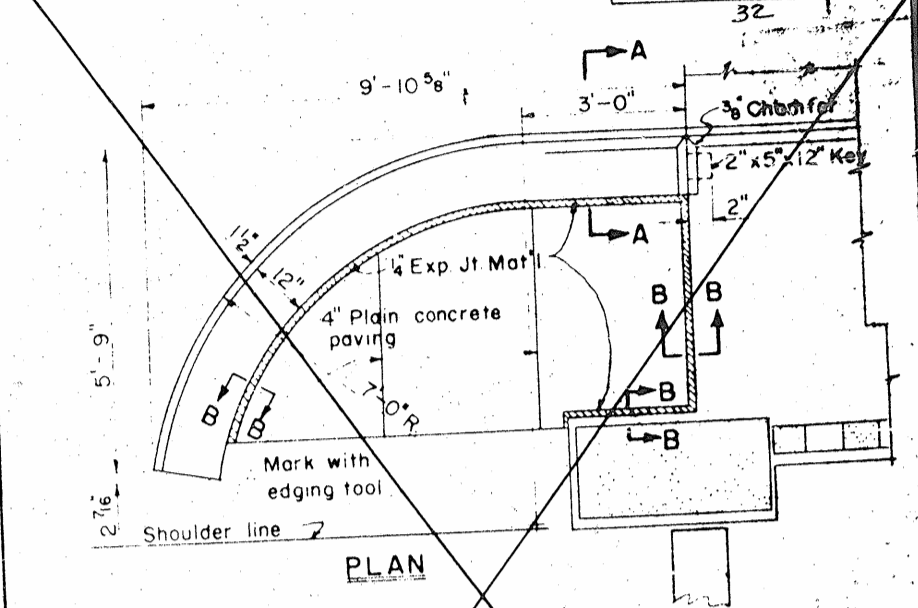 32
A
9'-10 5/8"
3'-0"
3/8" Chamfer
2" x 5" x 12" Key
2"
A
1 1/2"
12"
1/4" Exp. Jt. Mat'l.
4" Plain concrete
paving
B B
5'-9"
7'-0" R.
B
B
B
B
Mark with
edging tool
2 7/16"
Shoulder line
PLAN